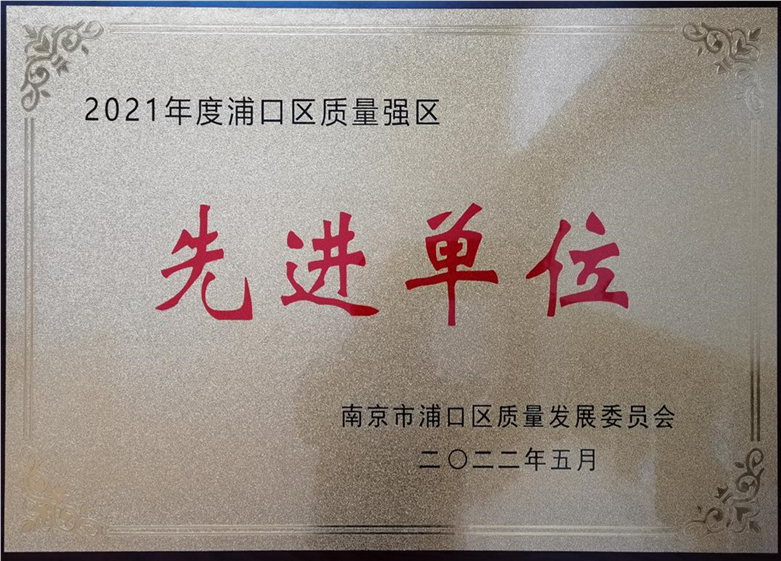 2021年度浦口区质量强区
先进单位
南京市浦口区质量发展委员会
二〇二二年五月